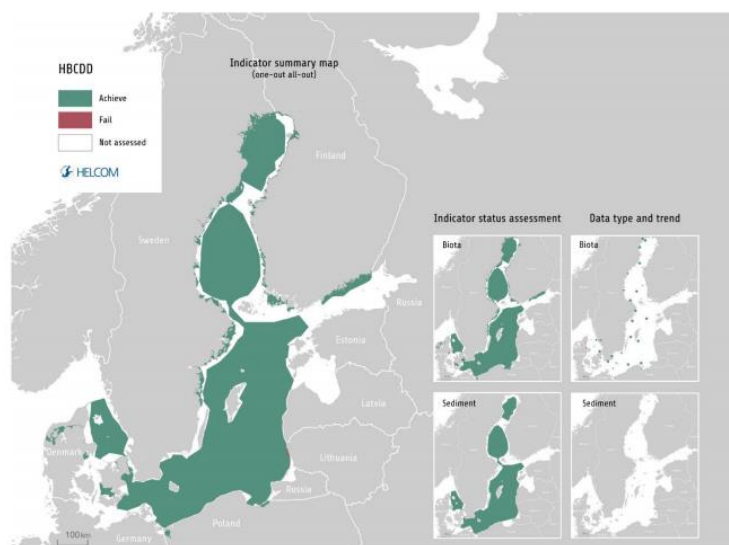 HBCDD
Achieve
Fail
Not assessed
HELCOM
Indicator summary map
(one-out all-out)
Sweden
Finland
Russia
Estonia
Latvia
Lithuania
Russia
Denmark
Germany
Poland
100km
Indicator status assessment
Data type and trend
Biota
Biota
Sediment
Sediment